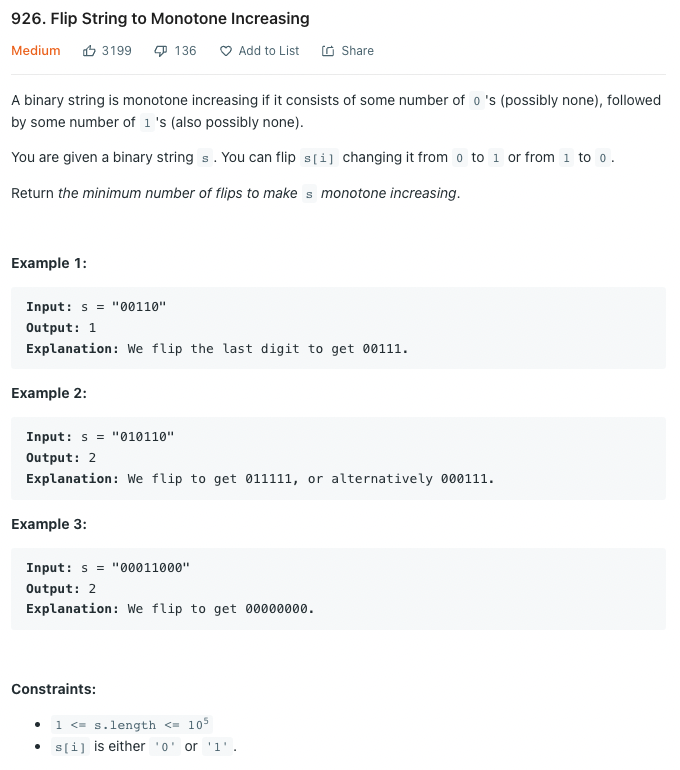 926. Flip String to Monotone Increasing
Medium 3199 136 Add to List Share
A binary string is monotone increasing if it consists of some number of 0 's (possibly none), followed
by some number of 1 's (also possibly none).
You are given a binary string s . You can flip s[i] changing it from 0 to 1 or from 1 to 0 .
Return the minimum number of flips to make s monotone increasing.
Example 1:
Input: s = "00110"
Output: 1
Explanation: We flip the last digit to get 00111.
Example 2:
Input: s = "010110"
Output: 2
Explanation: We flip to get 011111, or alternatively 000111.
Example 3:
Input: s = "00011000"
Output: 2
Explanation: We flip to get 00000000.
Constraints:
• 1 <= s.length <= 10⁵
• s[i] is either '0' or '1' .